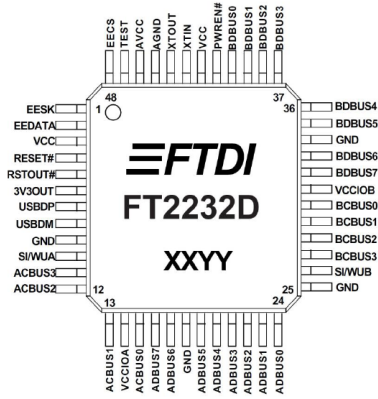 EECS
TEST
AVCC
AGND
XTOUT
XTIN
VCC
PWREN#
BDBUS0
BDBUS1
BDBUS2
BDBUS3
48
37
1
36
EESK
EEDATA
VCC
RESET#
RSTOUT#
3V3OUT
USBDP
USBDM
GND
SI/WUA
ACBUS3
ACBUS2
FTDI
FT2232D
XXYY
BDBUS4
BDBUS5
GND
BDBUS6
BDBUS7
VCCIOB
BCBUS0
BCBUS1
BCBUS2
BCBUS3
SI/WUB
GND
12
25
13
24
ACBUS1
VCCIOA
ACBUS0
ADBUS7
ADBUS6
GND
ADBUS5
ADBUS4
ADBUS3
ADBUS2
ADBUS1
ADBUS0